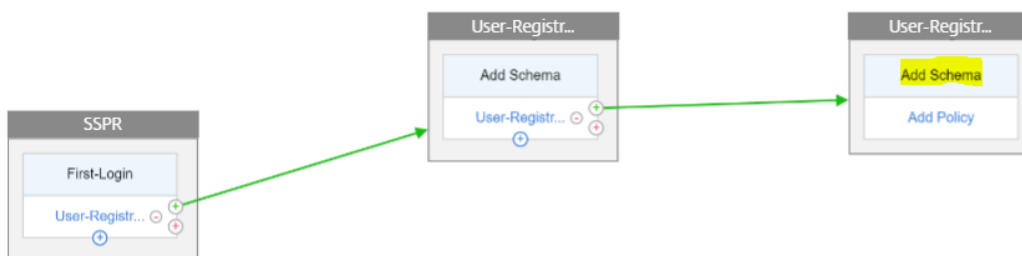 SSPR
First-Login
User-Registr...
User-Registr...
Add Schema
User-Registr...
User-Registr...
Add Schema
Add Policy